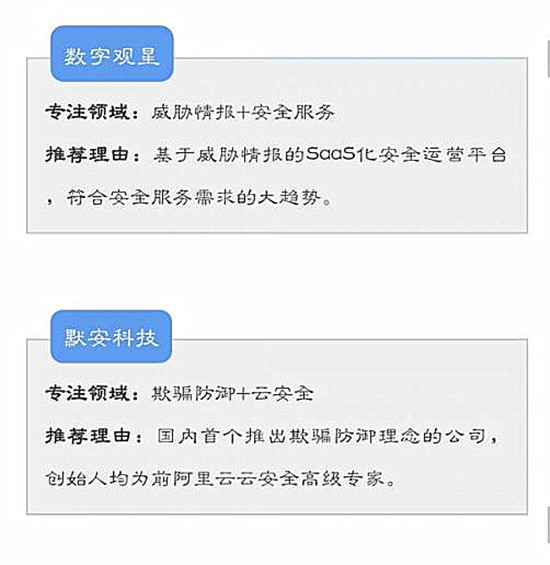 数字观星
专注领域：威胁情报+安全服务
推荐理由：基于威胁情报的SaaS化安全运营平台
，符合安全服务需求的大趋势。
默安科技
专注领域：欺骗防御+云安全
推荐理由：国内首个推出欺骗防御理念的公司，
创始人均为前阿里云云安全高级专家。